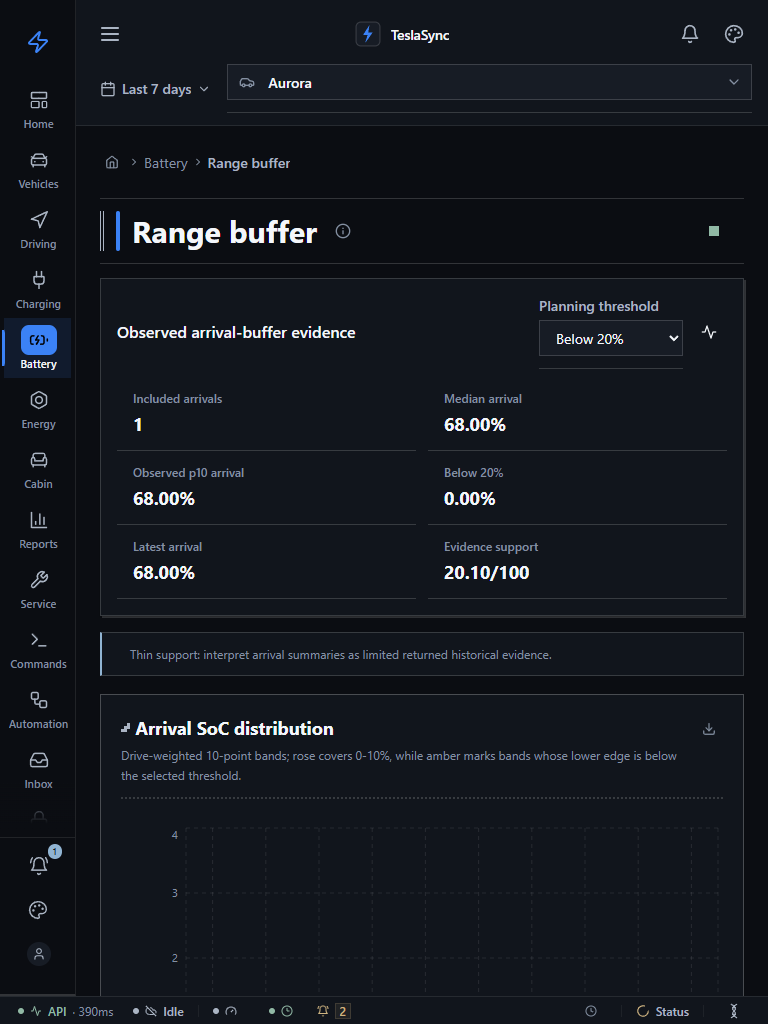 TeslaSync
Last 7 days
Aurora
Home
Vehicles
Driving
Charging
Battery
Energy
Cabin
Reports
Service
Commands
Automation
Inbox
1
Battery
Range buffer
Range buffer
Observed arrival-buffer evidence
Planning threshold
Below 20%
Included arrivals
1
Median arrival
68.00%
Observed p10 arrival
68.00%
Below 20%
0.00%
Latest arrival
68.00%
Evidence support
20.10/100
Thin support: interpret arrival summaries as limited returned historical evidence.
Arrival SoC distribution
Drive-weighted 10-point bands; rose covers 0-10%, while amber marks bands whose lower edge is below
the selected threshold.
4
3
2
API · 390ms
Idle
2
Status